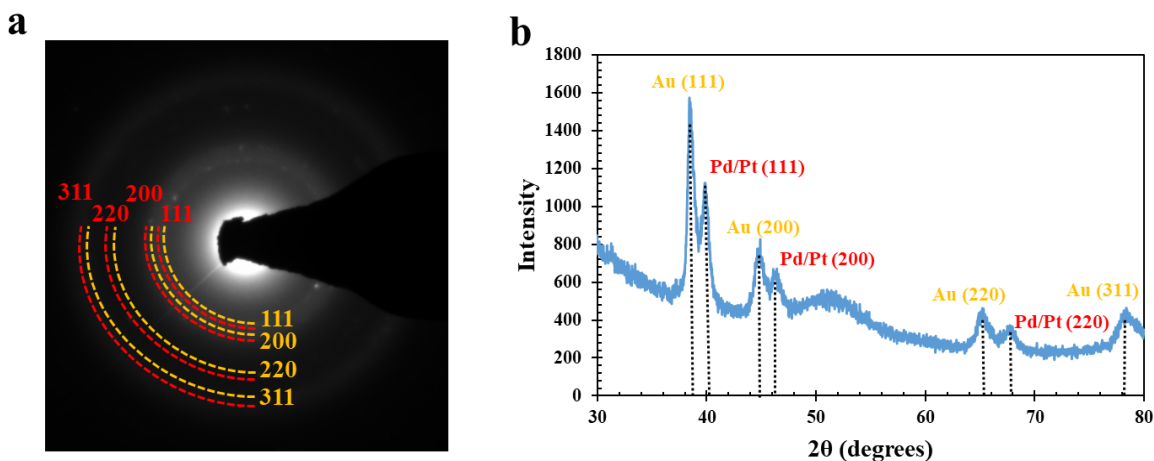 a
311
220
200
111
111
200
220
311
b
1800
1600
1400
1200
1000
800
600
400
200
0
Intensity
Au (111)
Pd/Pt (111)
Au (200)
Pd/Pt (200)
Au (220)
Pd/Pt (220)
Au (311)
30 40 50 60 70 80
2θ (degrees)